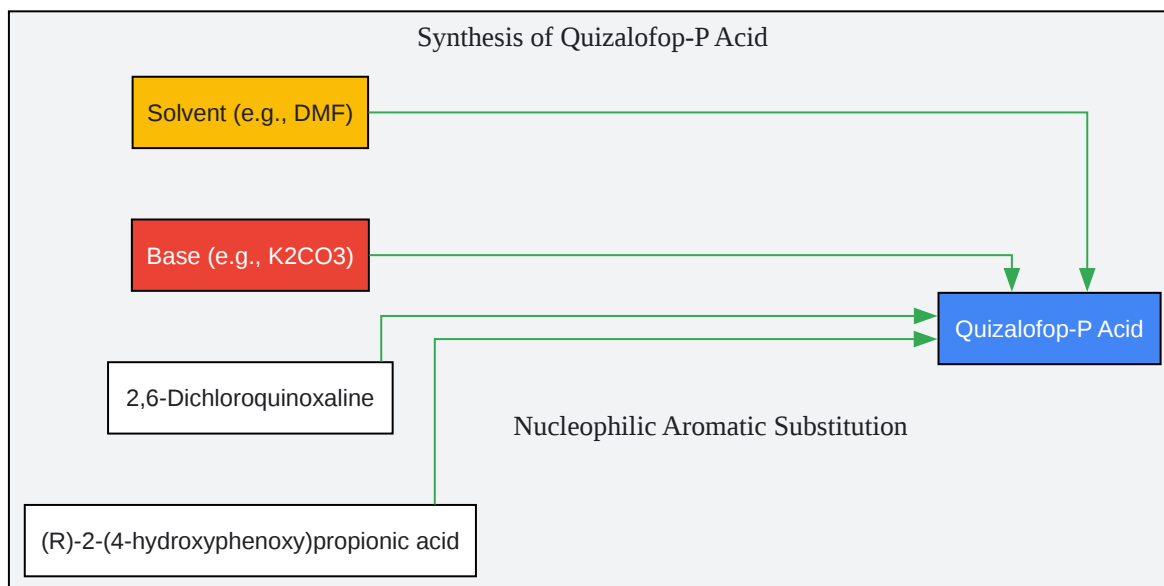 Synthesis of Quizalofop-P Acid
Solvent (e.g., DMF)
Base (e.g., K2CO3)
Quizalofop-P Acid
2,6-Dichloroquinoxaline
Nucleophilic Aromatic Substitution
(R)-2-(4-hydroxyphenoxy)propionic acid